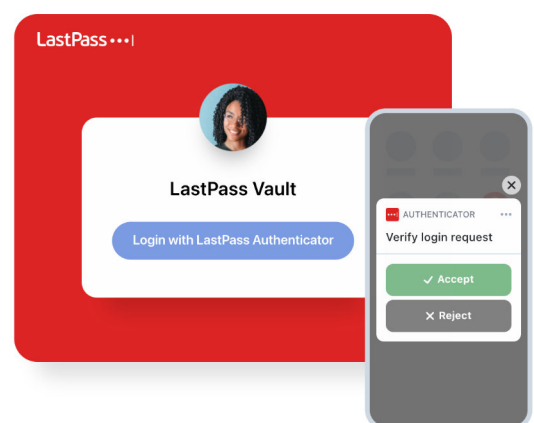 LastPass •••|
LastPass Vault
Login with LastPass Authenticator
AUTHENTICATOR
Verify login request
✓ Accept
✕ Reject